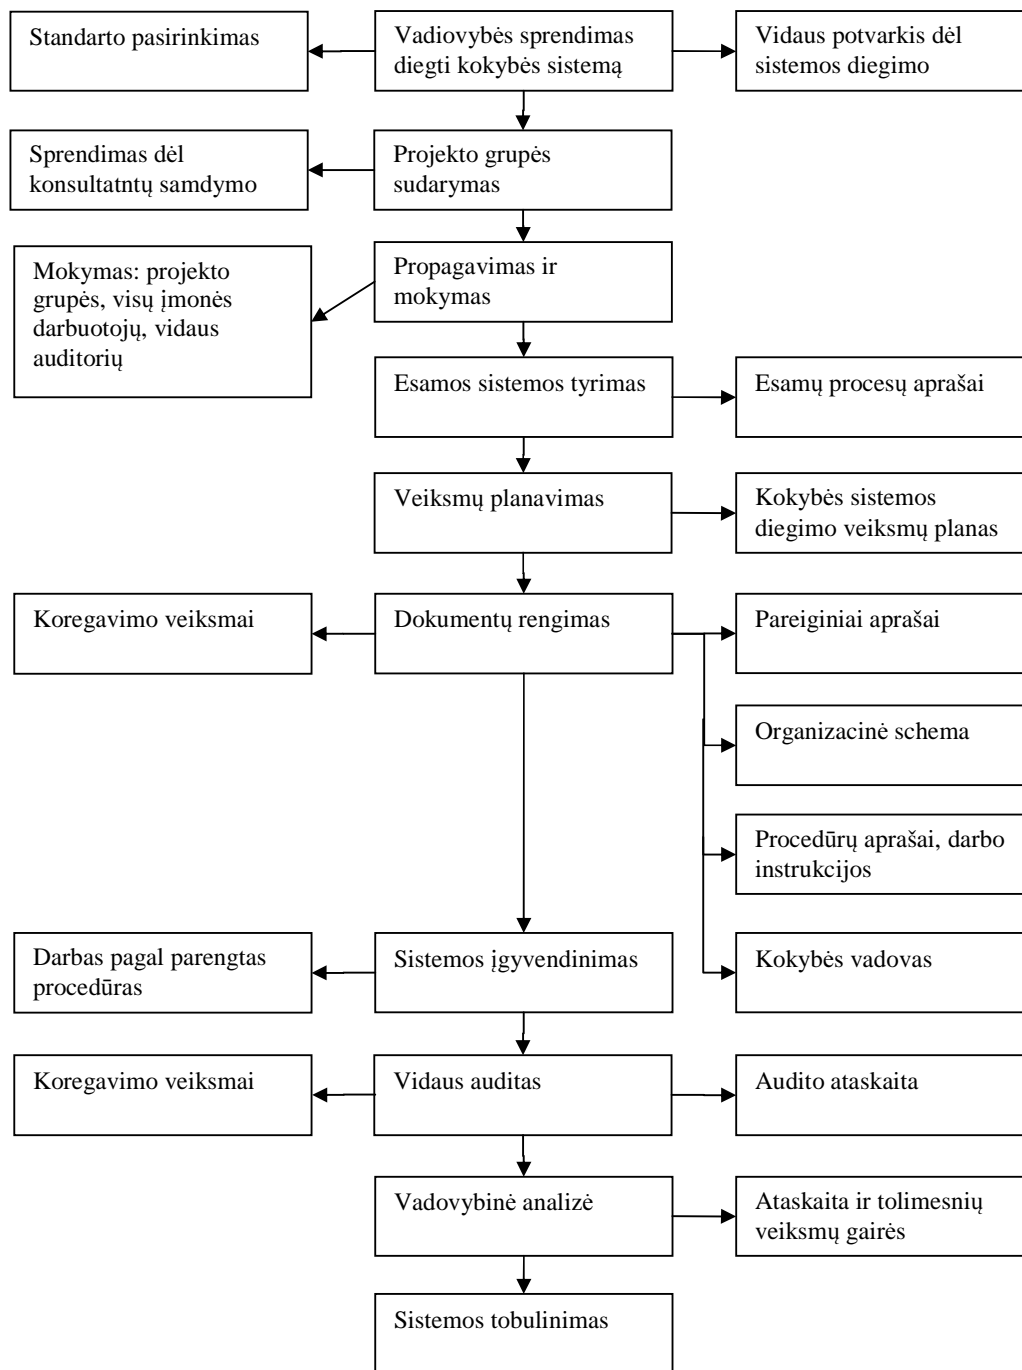 Standarto pasirinkimas
Vadiovybės sprendimas
diegti kokybės sistemą
Vidaus potvarkis dėl
sistemos diegimo
Sprendimas dėl
konsultatntų samdymo
Projekto grupės
sudarymas
Mokymas: projekto
grupės, visų įmonės
darbuotojų, vidaus
auditorių
Propagavimas ir
mokymas
Esamos sistemos tyrimas
Esamų procesų aprašai
Veiksmų planavimas
Kokybės sistemos
diegimo veiksmų planas
Koregavimo veiksmai
Dokumentų rengimas
Pareiginiai aprašai
Organizacinė schema
Procedūrų aprašai, darbo
instrukcijos
Darbas pagal parengtas
procedūras
Sistemos įgyvendinimas
Kokybės vadovas
Koregavimo veiksmai
Vidaus auditas
Audito ataskaita
Vadovybinė analizė
Ataskaita ir tolimesnių
veiksmų gairės
Sistemos tobulinimas